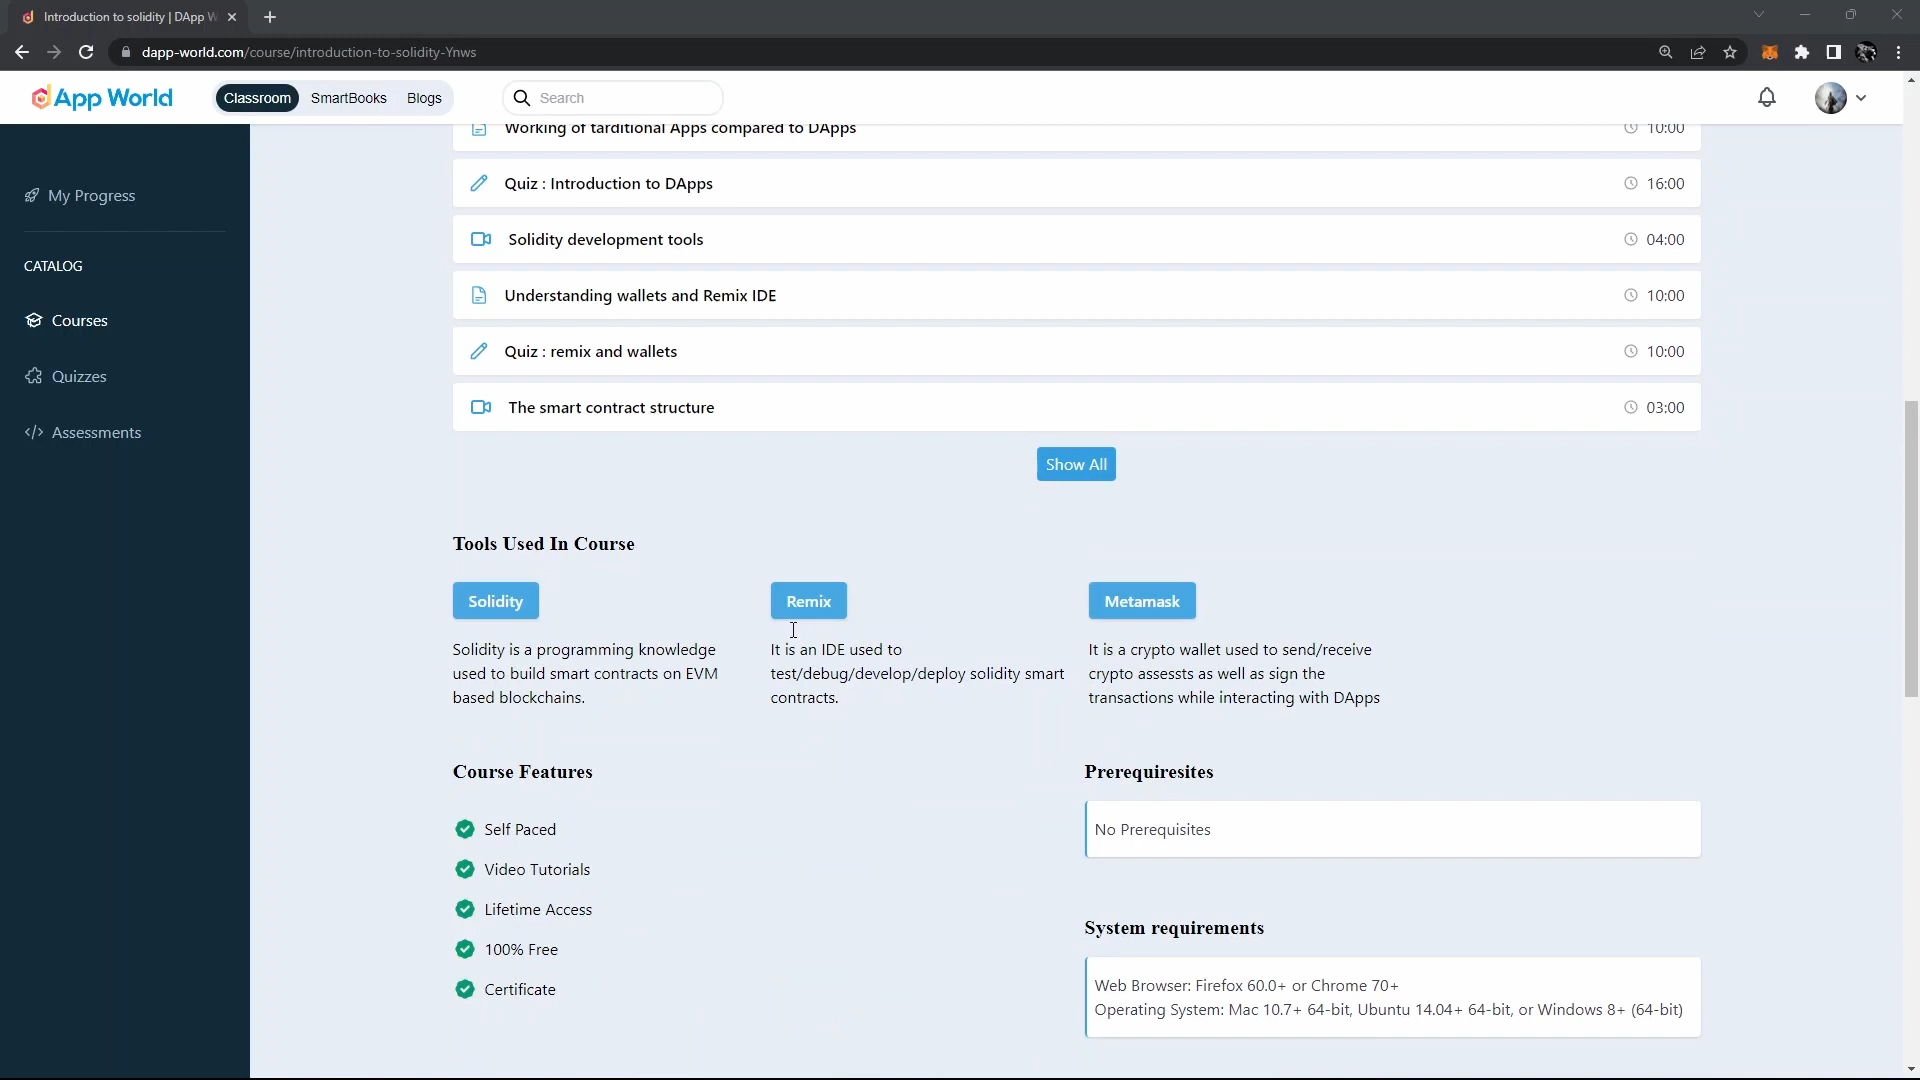 Introduction to solidity | DApp W
dapp-world.com/course/introduction-to-solidity-Ynws
App World
Classroom
SmartBooks
Blogs
Search
My Progress
CATALOG
Courses
Quizzes
Assessments
Working of tarditional Apps compared to DApps 10:00
Quiz : Introduction to DApps 16:00
Solidity development tools 04:00
Understanding wallets and Remix IDE 10:00
Quiz : remix and wallets 10:00
The smart contract structure 03:00
Show All
Tools Used In Course
Solidity
Solidity is a programming knowledge
used to build smart contracts on EVM
based blockchains.
Remix
It is an IDE used to
test/debug/develop/deploy solidity smart
contracts.
Metamask
It is a crypto wallet used to send/receive
crypto assests as well as sign the
transactions while interacting with DApps
Course Features
Self Paced
Video Tutorials
Lifetime Access
100% Free
Certificate
Prerequiresites
No Prerequisites
System requirements
Web Browser: Firefox 60.0+ or Chrome 70+
Operating System: Mac 10.7+ 64-bit, Ubuntu 14.04+ 64-bit, or Windows 8+ (64-bit)